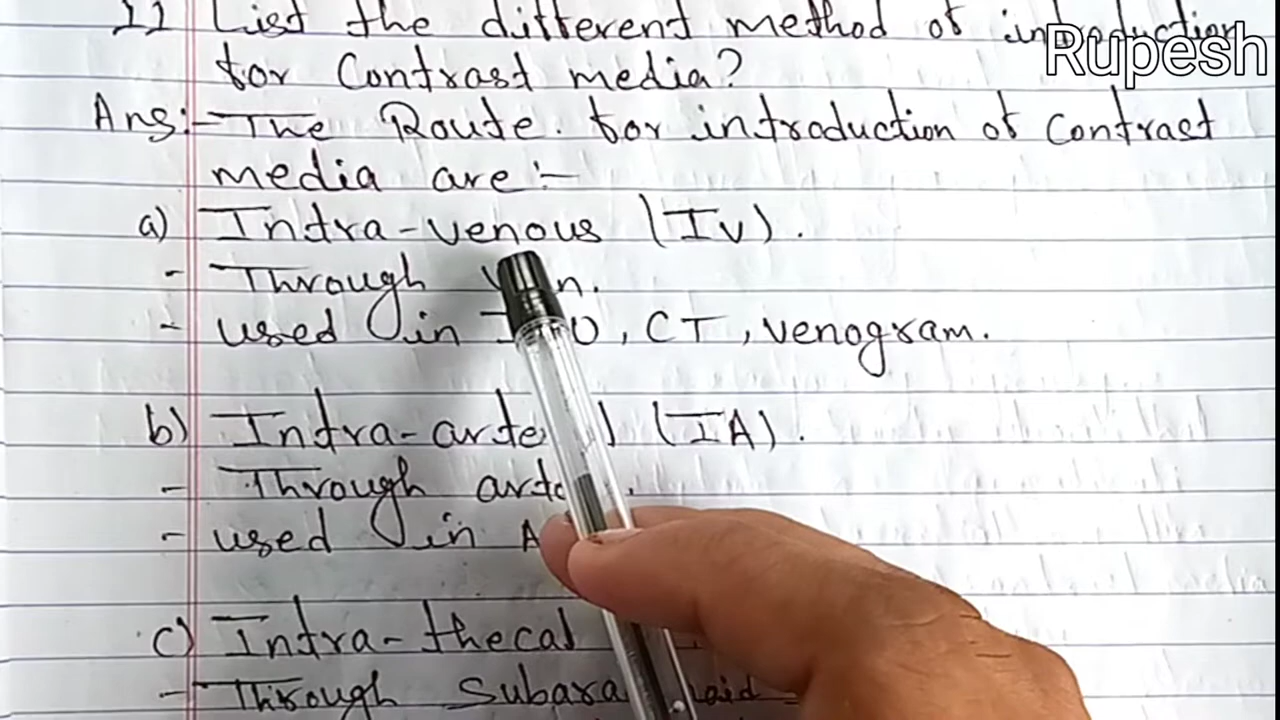 11 List the different method of introduction
for Contrast media?
Rupesh
Ans:- The Route. for introduction of Contrast
media are:-
a) Intra-venous (IV).
- Through
- used in CT, venogram.
b) Intra- (IA).
- Through
- used in
c) Intra-thecal
- Through